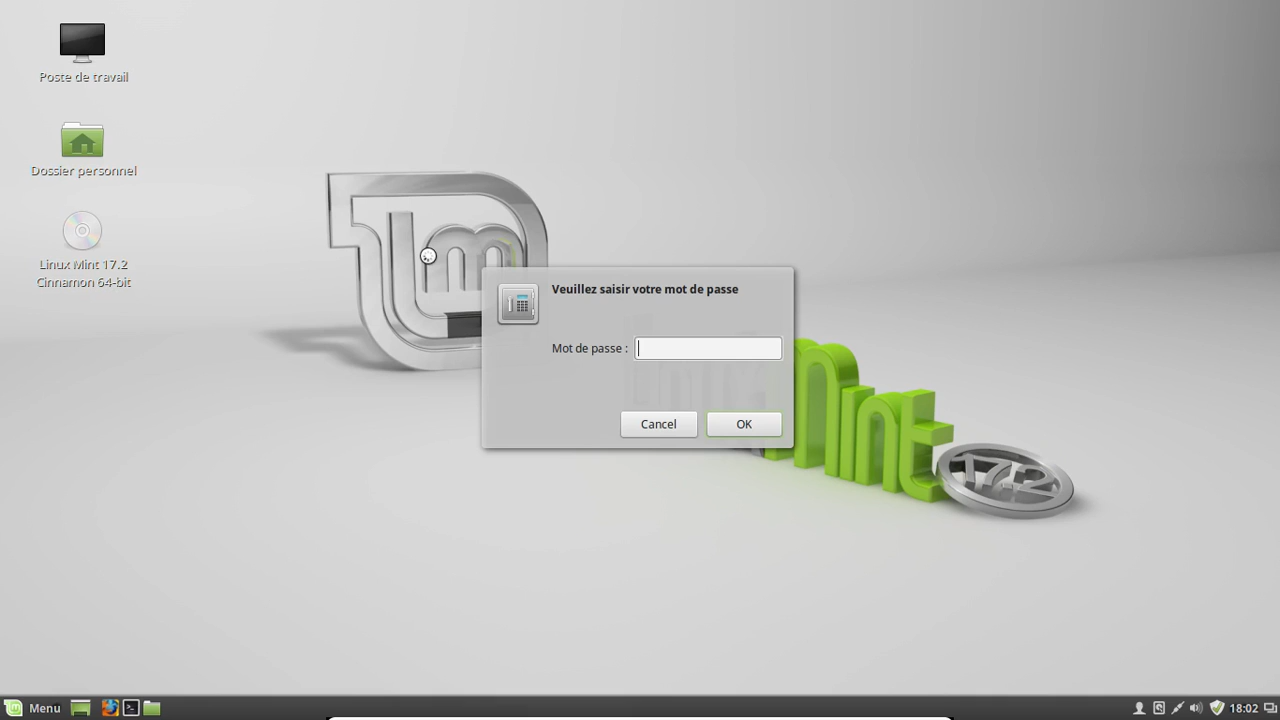 Poste de travail
Dossier personnel
Linux Mint 17.2
Cinnamon 64-bit
Veuillez saisir votre mot de passe
Mot de passe :
Cancel
OK
Mint
17.2
Menu
18:02